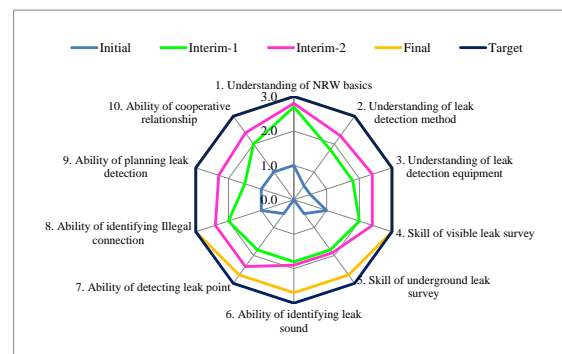 Initial Interim-1 Interim-2 Final Target
1. Understanding of NRW basics
3.0
2.0
1.0
0.0
2. Understanding of leak
detection method
3. Understanding of leak
detection equipment
4. Skill of visible leak survey
5. Skill of underground leak
survey
6. Ability of identifying leak
sound
7. Ability of detecting leak point
8. Ability of identifying Illegal
connection
9. Ability of planning leak
detection
10. Ability of cooperative
relationship